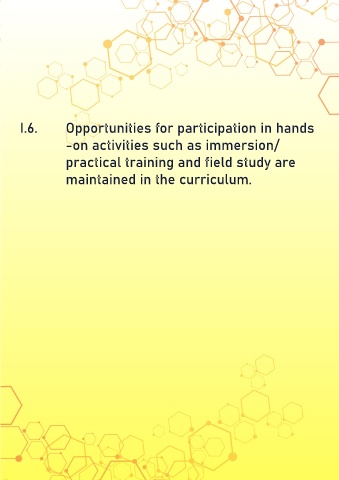 I.6. Opportunities for participation in hands
-on activities such as immersion/
practical training and field study are
maintained in the curriculum.